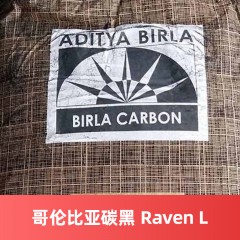 ADITYA BIRLA
BIRLA CARBON
哥伦比亚碳黑 Raven L